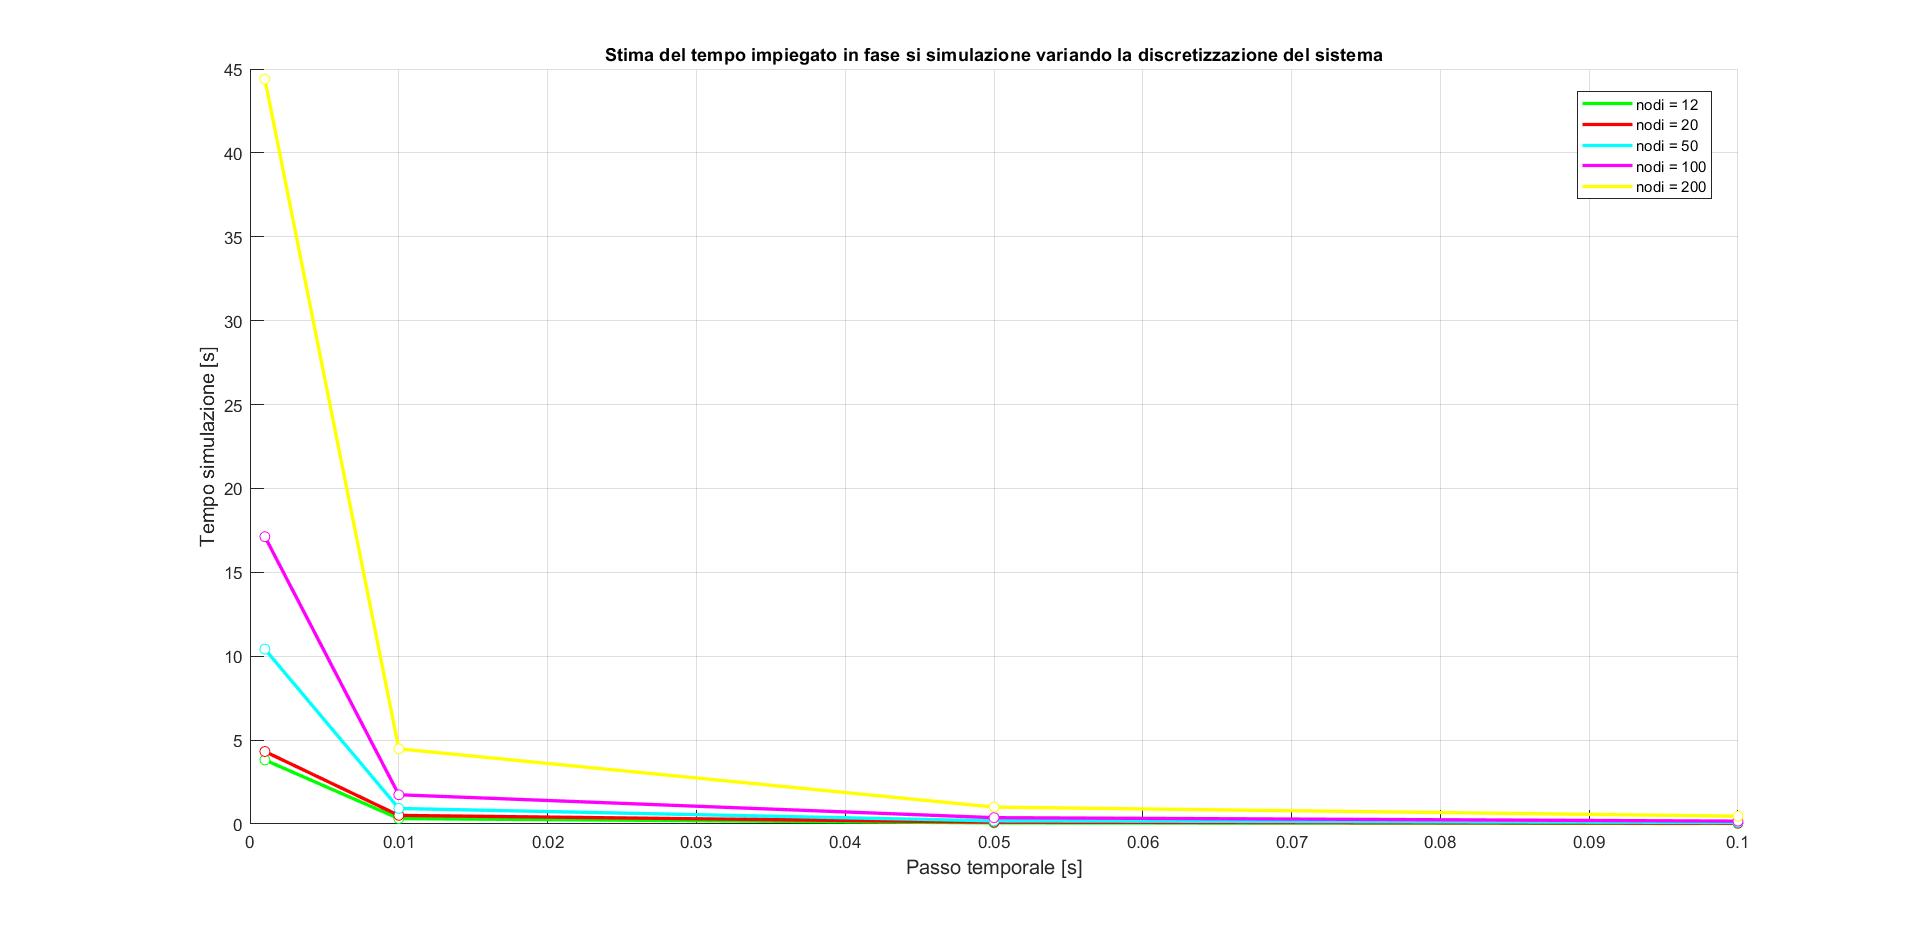 Stima del tempo impiegato in fase si simulazione variando la discretizzazione del sistema
45
40
35
30
25
20
15
10
5
0
Tempo simulazione [s]
nodi = 12
nodi = 20
nodi = 50
nodi = 100
nodi = 200
0 0.01 0.02 0.03 0.04 0.05 0.06 0.07 0.08 0.09 0.1
Passo temporale [s]